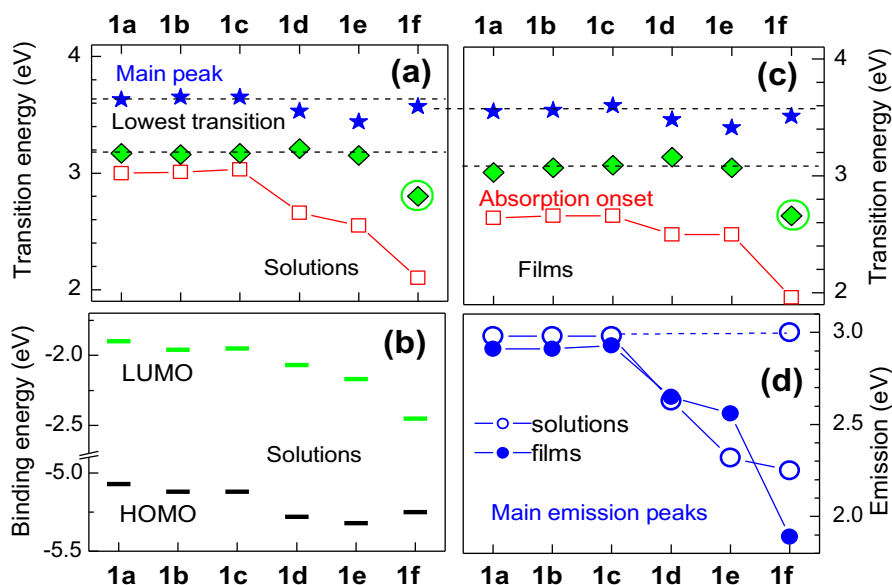 1a 1b 1c 1d 1e 1f
4
3
2
Transition energy (eV)
Main peak
(a)
Lowest transition
Solutions
1a 1b 1c 1d 1e 1f
4
3
2
Transition energy (eV)
(c)
Absorption onset
Films
-2.0
-2.5
-5.0
-5.5
Binding energy (eV)
(b)
LUMO
Solutions
HOMO
1a 1b 1c 1d 1e 1f
3.0
2.5
2.0
Emission (eV)
(d)
solutions
films
Main emission peaks
1a 1b 1c 1d 1e 1f